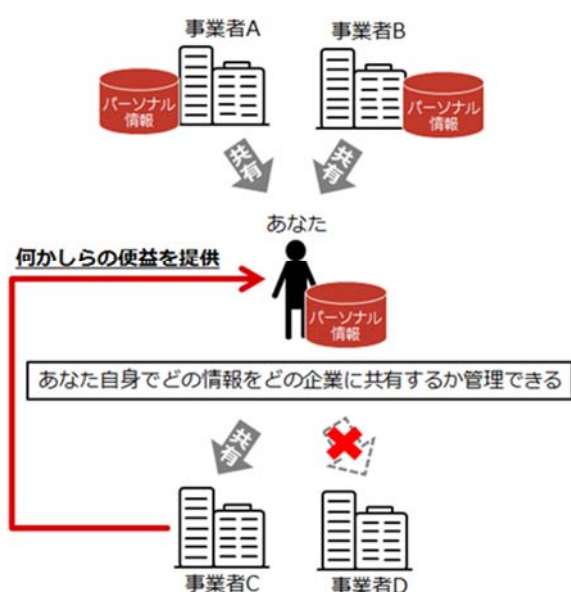 事業者A
事業者B
パーソナル
情報
パーソナル
情報
共有
共有
あなた
何かしらの便益を提供
パーソナル
情報
あなた自身でどの情報をどの企業に共有するか管理できる
共有
事業者C
事業者D